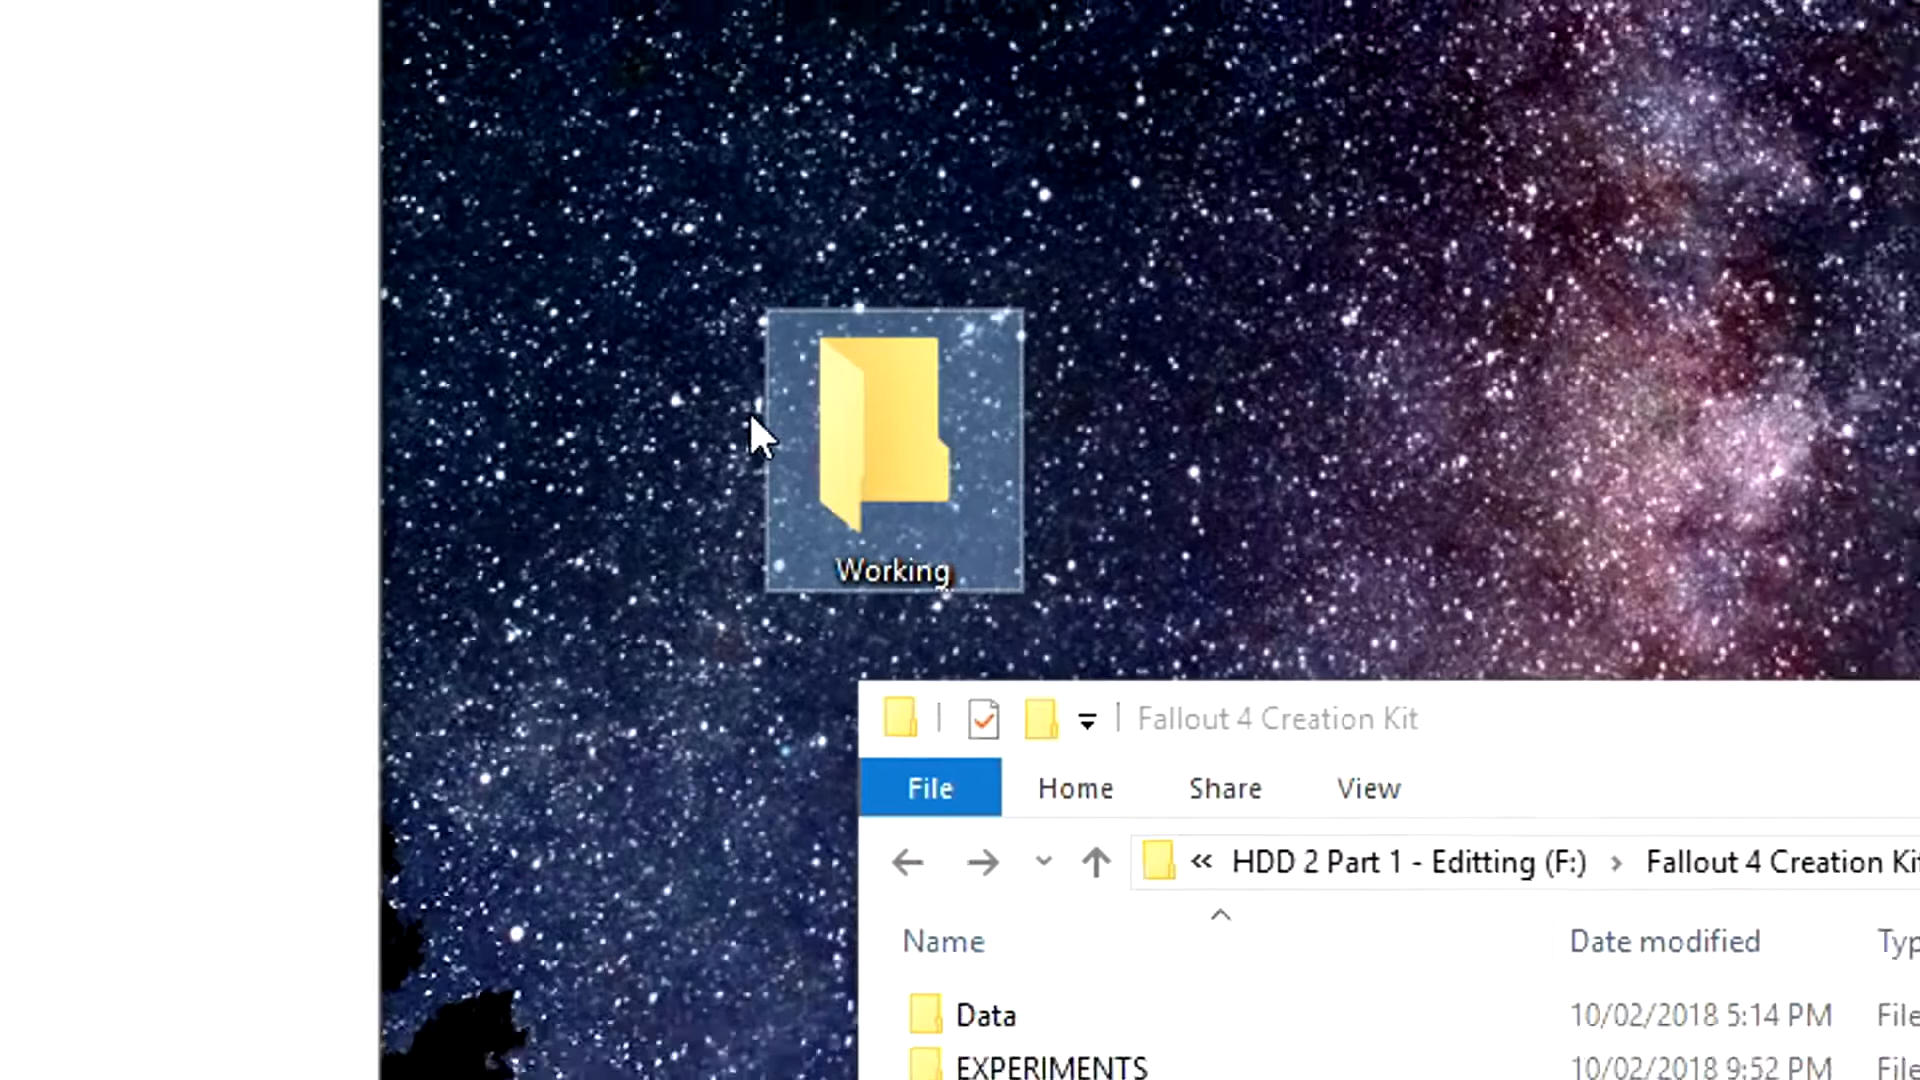 Working
Fallout 4 Creation Kit
File Home Share View
« HDD 2 Part 1 - Editting (F:) › Fallout 4 Creation Ki
Name Date modified Typ
Data 10/02/2018 5:14 PM File
EXPERIMENTS 10/02/2018 9:52 PM File